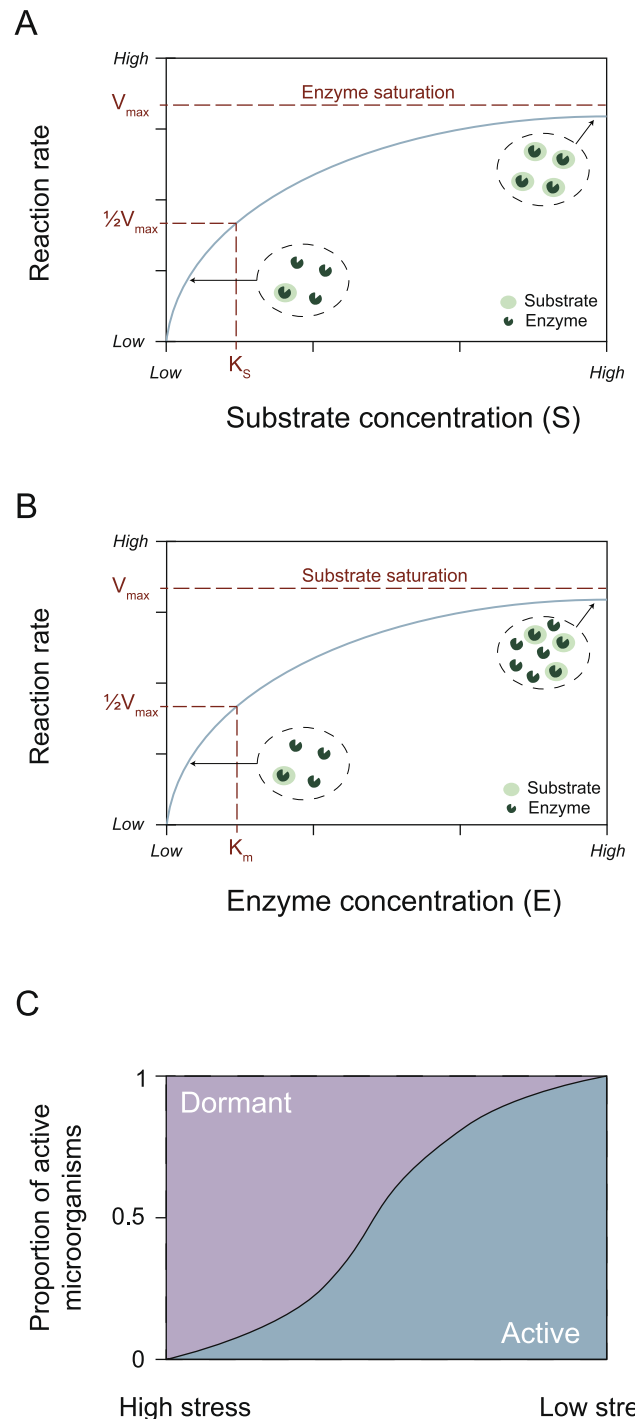 A
High
Enzyme saturation
Vmax
½Vmax
Reaction rate
Substrate
Enzyme
Low
Low
KS
High
Substrate concentration (S)
B
High
Substrate saturation
Vmax
½Vmax
Reaction rate
Substrate
Enzyme
Low
Low
Km
High
Enzyme concentration (E)
C
1
Dormant
Proportion of active
microorganisms
0.5
Active
0
High stress
Low stre